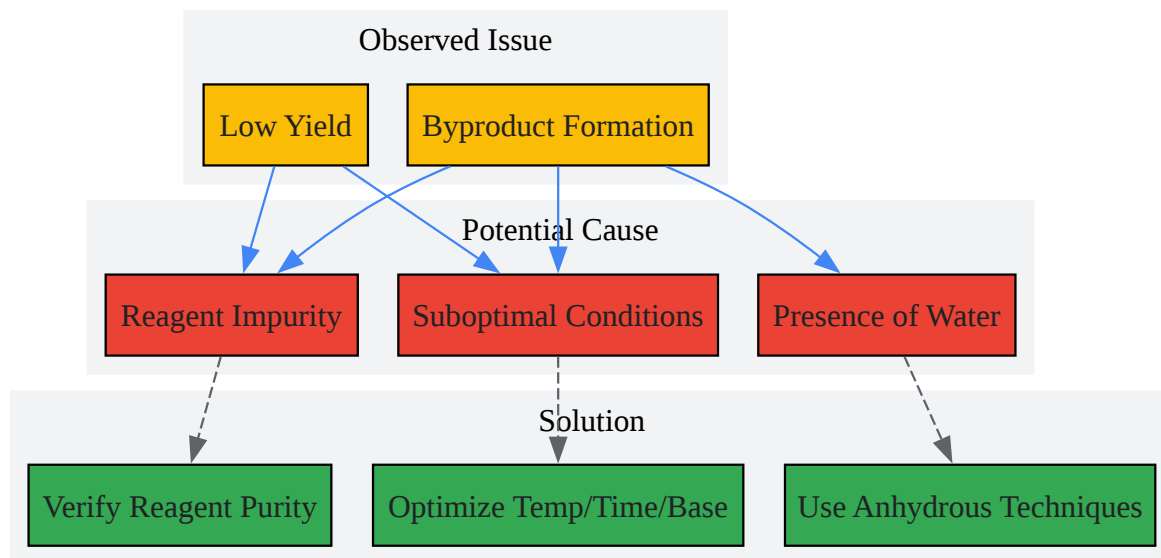 Observed Issue
Low Yield
Byproduct Formation
Potential Cause
Reagent Impurity
Suboptimal Conditions
Presence of Water
Solution
Verify Reagent Purity
Optimize Temp/Time/Base
Use Anhydrous Techniques